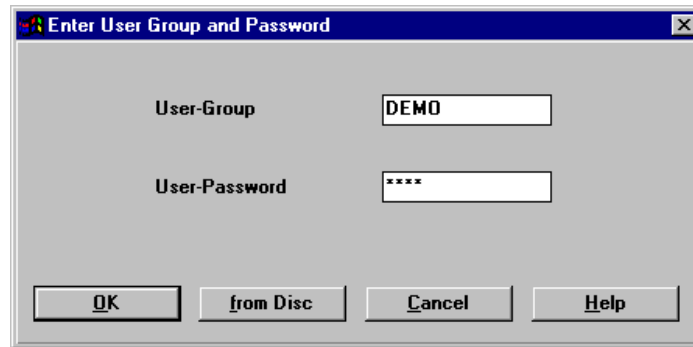 Enter User Group and Password
User-Group DEMO
User-Password ****
OK from Disc Cancel Help